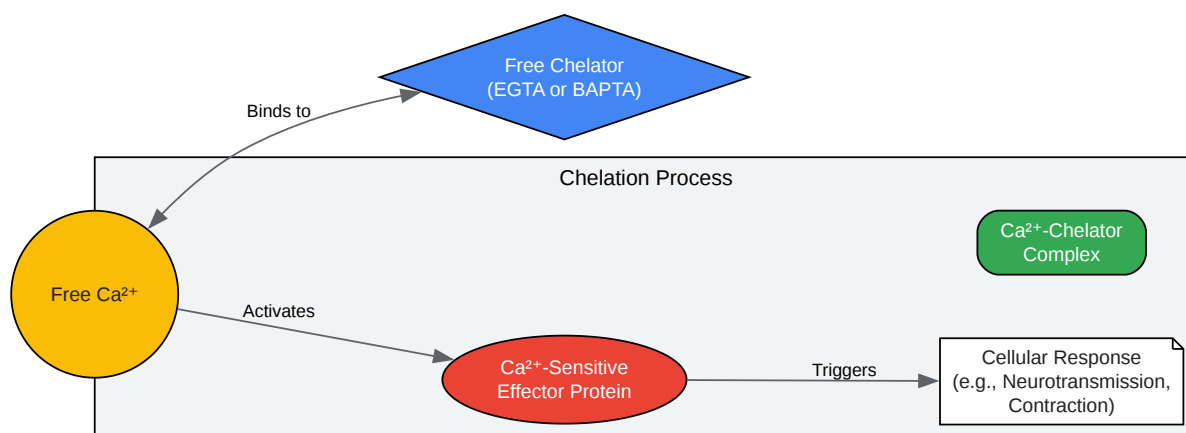 Free Chelator
(EGTA or BAPTA)
Binds to
Chelation Process
Ca²⁺-Chelator
Complex
Free Ca²⁺
Activates
Ca²⁺-Sensitive
Effector Protein
Triggers
Cellular Response
(e.g., Neurotransmission,
Contraction)